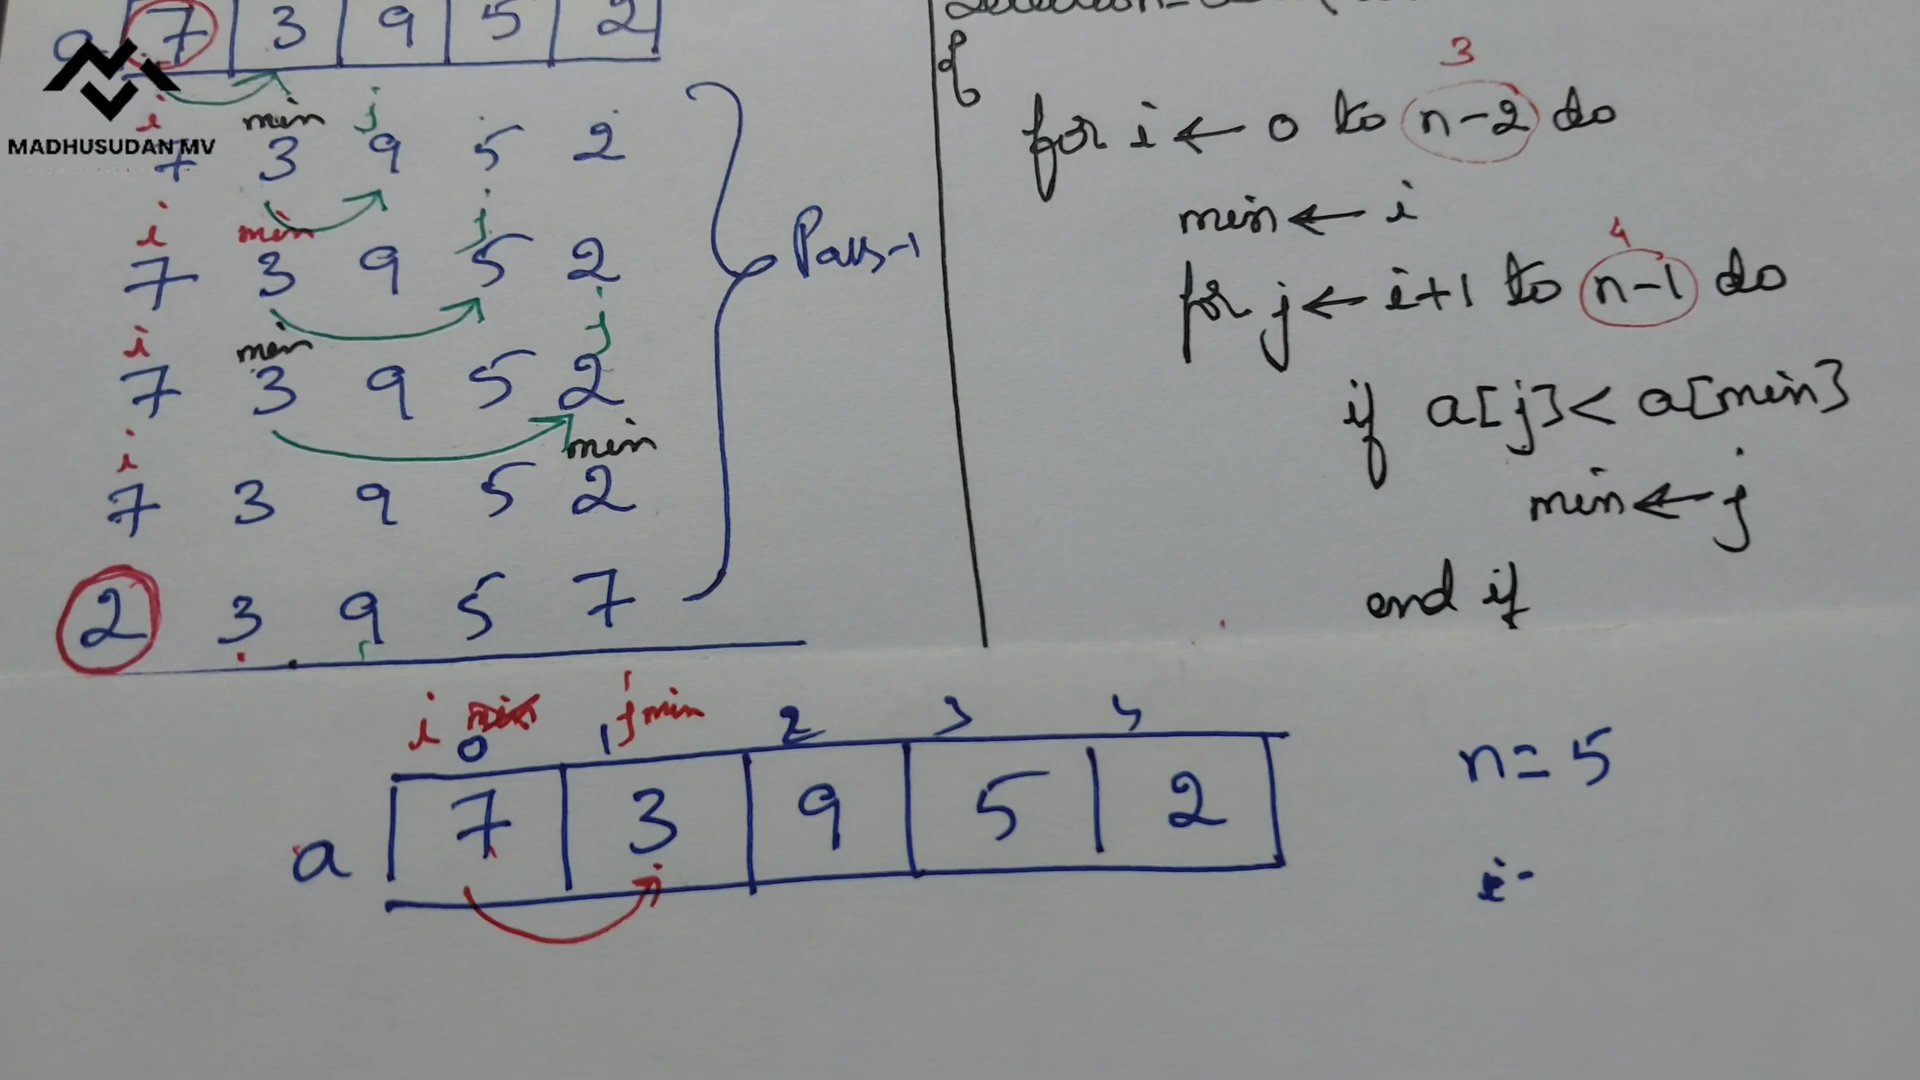 a 7 3 9 5 2
MADHUSUDAN MV
i min j
7 3 9 5 2
i min j
7 3 9 5 2
i min j
7 3 9 5 2
i min
7 3 9 5 2
2 3 9 5 7
Pass-1
{
3
for i ← 0 to n-2 do
min ← i
4
for j ← i+1 to n-1 do
if a[j] < a[min]
min ← j
end if
i min j min
0 1 2 3 4
a 7 3 9 5 2
n = 5
i -